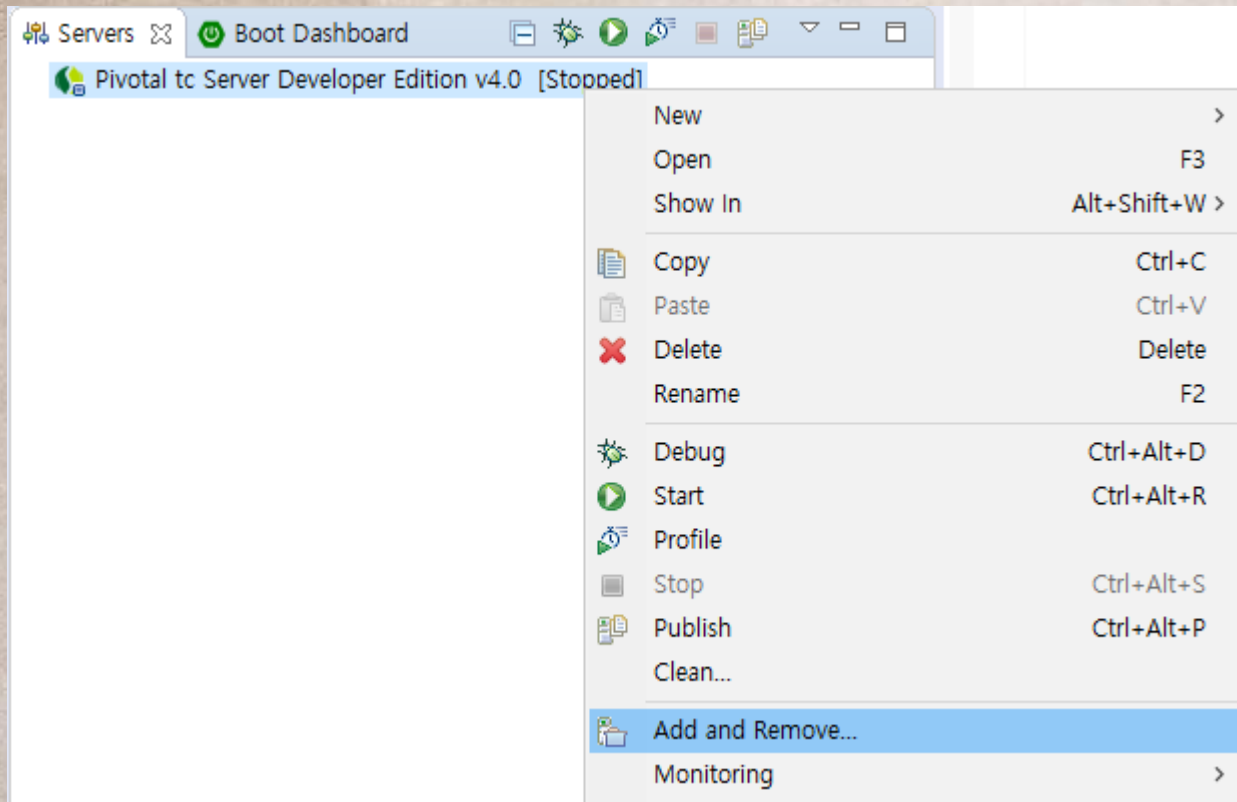 Servers Boot Dashboard
Pivotal tc Server Developer Edition v4.0 [Stopped]
New
Open F3
Show In Alt+Shift+W
Copy Ctrl+C
Paste Ctrl+V
Delete Delete
Rename F2
Debug Ctrl+Alt+D
Start Ctrl+Alt+R
Profile
Stop Ctrl+Alt+S
Publish Ctrl+Alt+P
Clean...
Add and Remove...
Monitoring